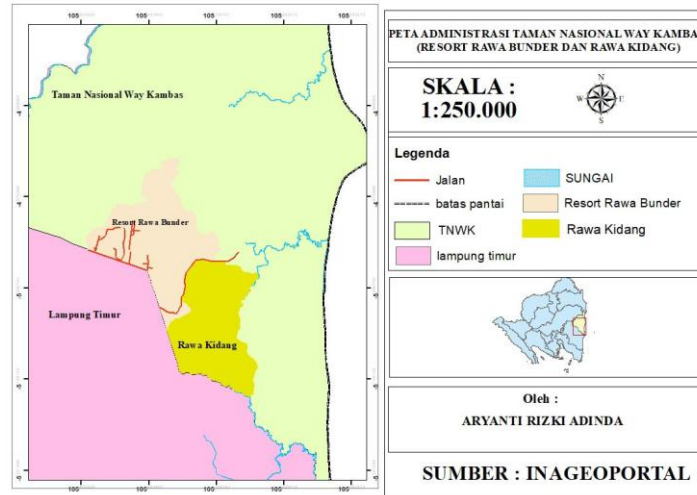 Taman Nasional Way Kambas
Resort Rawa Bunder
Lampung Timur
Rawa Kidang
PETA ADMINISTRASI TAMAN NASIONAL WAY KAMBA
(RESORT RAWA BUNDER DAN RAWA KIDANG)
SKALA :
1:250.000
N
W E
S
Legenda
Jalan
batas pantai
TNWK
lampung timur
SUNGAI
Resort Rawa Bunder
Rawa Kidang
Oleh :
ARYANTI RIZKI ADINDA
SUMBER : INAGEOPORTAL